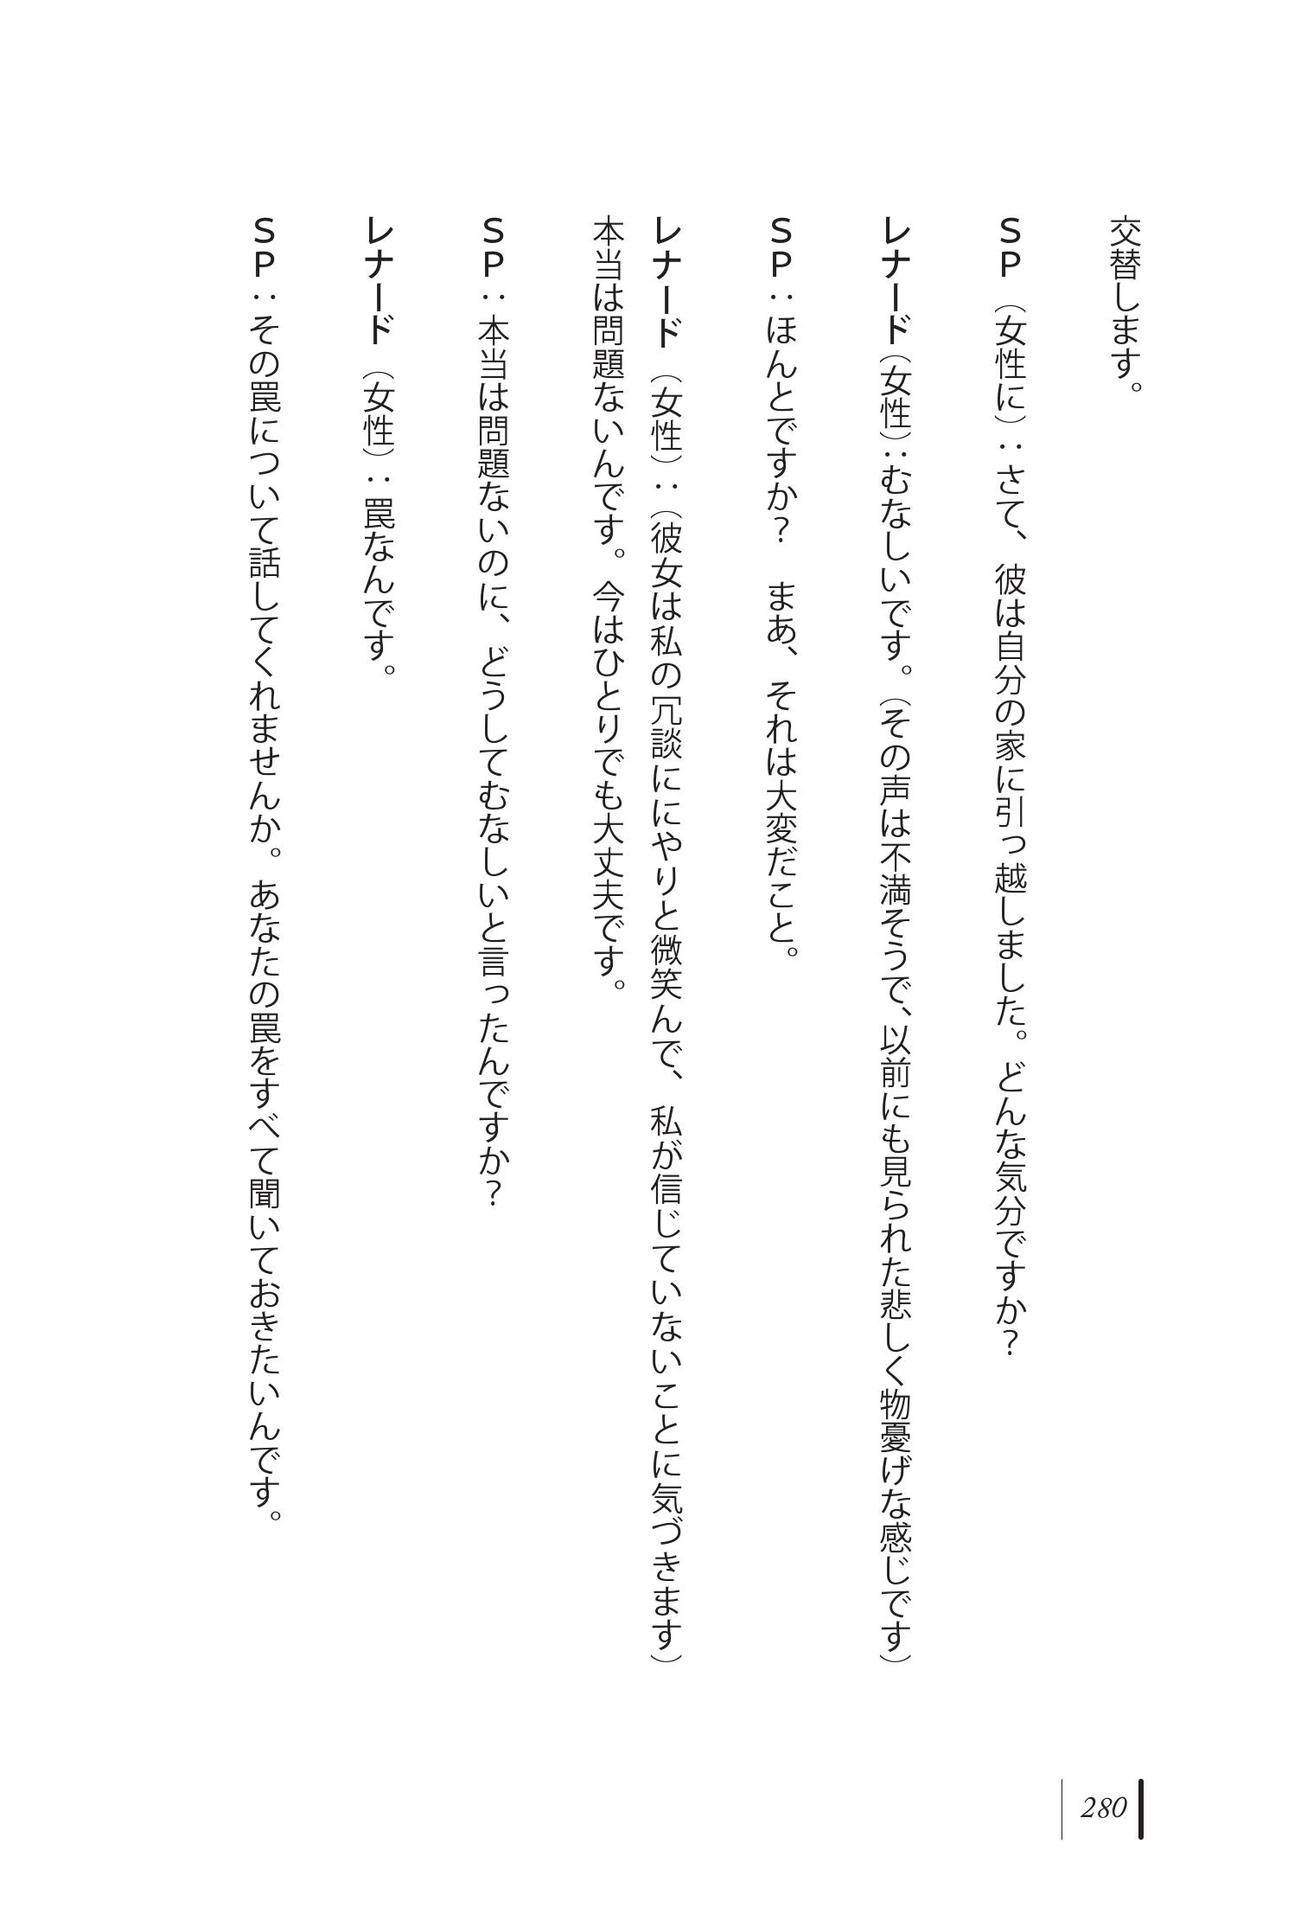 交替します。
ＳＰ（女性に）：さて、彼は自分の家に引っ越しました。どんな気分ですか？
レナード（女性）：むなしいです。（その声は不満そうで、以前にも見られた悲しく物憂げな感じです）
ＳＰ：ほんとですか？　まあ、それは大変だこと。
レナード（女性）：（彼女は私の冗談ににやりと微笑んで、私が信じていないことに気づきます）
本当は問題ないんです。今はひとりでも大丈夫です。
ＳＰ：本当は問題ないのに、どうしてむなしいと言ったんですか？
レナード（女性）：罠なんです。
ＳＰ：その罠について話してくれませんか。あなたの罠をすべて聞いておきたいんです。
280